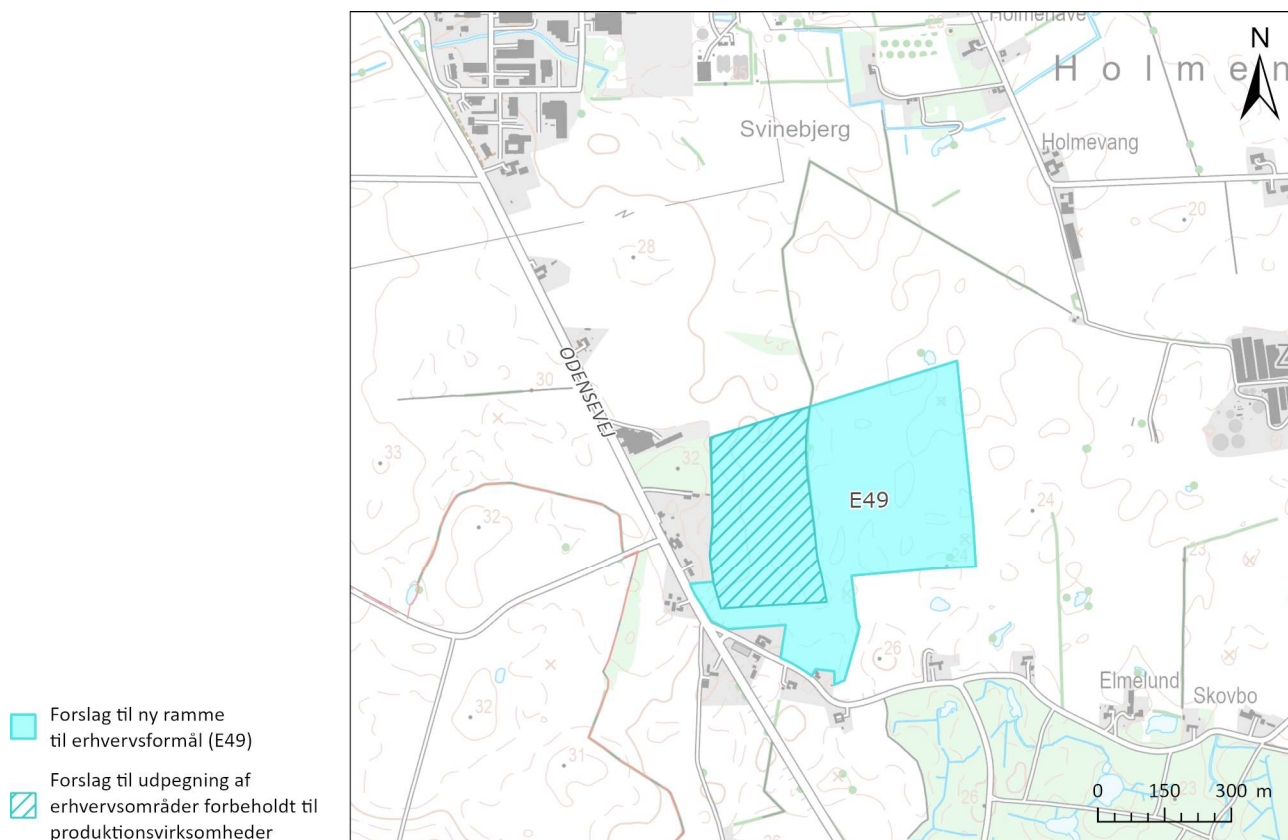 Holmehave
N
Holmen
Svinebjerg
Holmevang
20
28
ODENSEVEJ
30
33
32
E49
32
24
23
24
26
Elmelund
Skovbo
32
31
26
23
26
0 150 300 m
Forslag til ny ramme
til erhvervsformål (E49)
Forslag til udpegning af
erhvervsområder forbeholdt til
produktionsvirksomheder